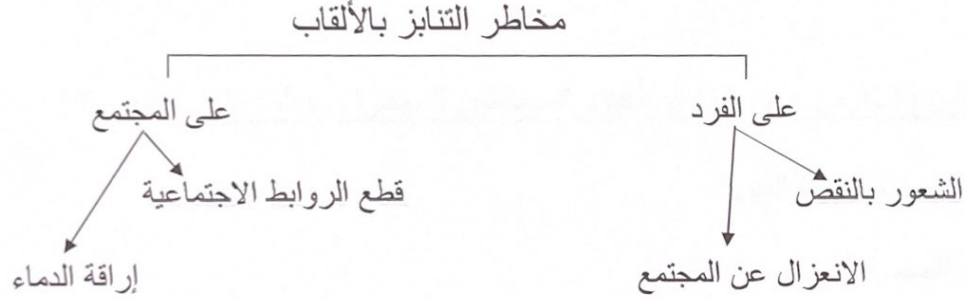 مخاطر التنابز بالألقاب
على الفرد
على المجتمع
الشعور بالنقص
قطع الروابط الاجتماعية
الانعزال عن المجتمع
إراقة الدماء